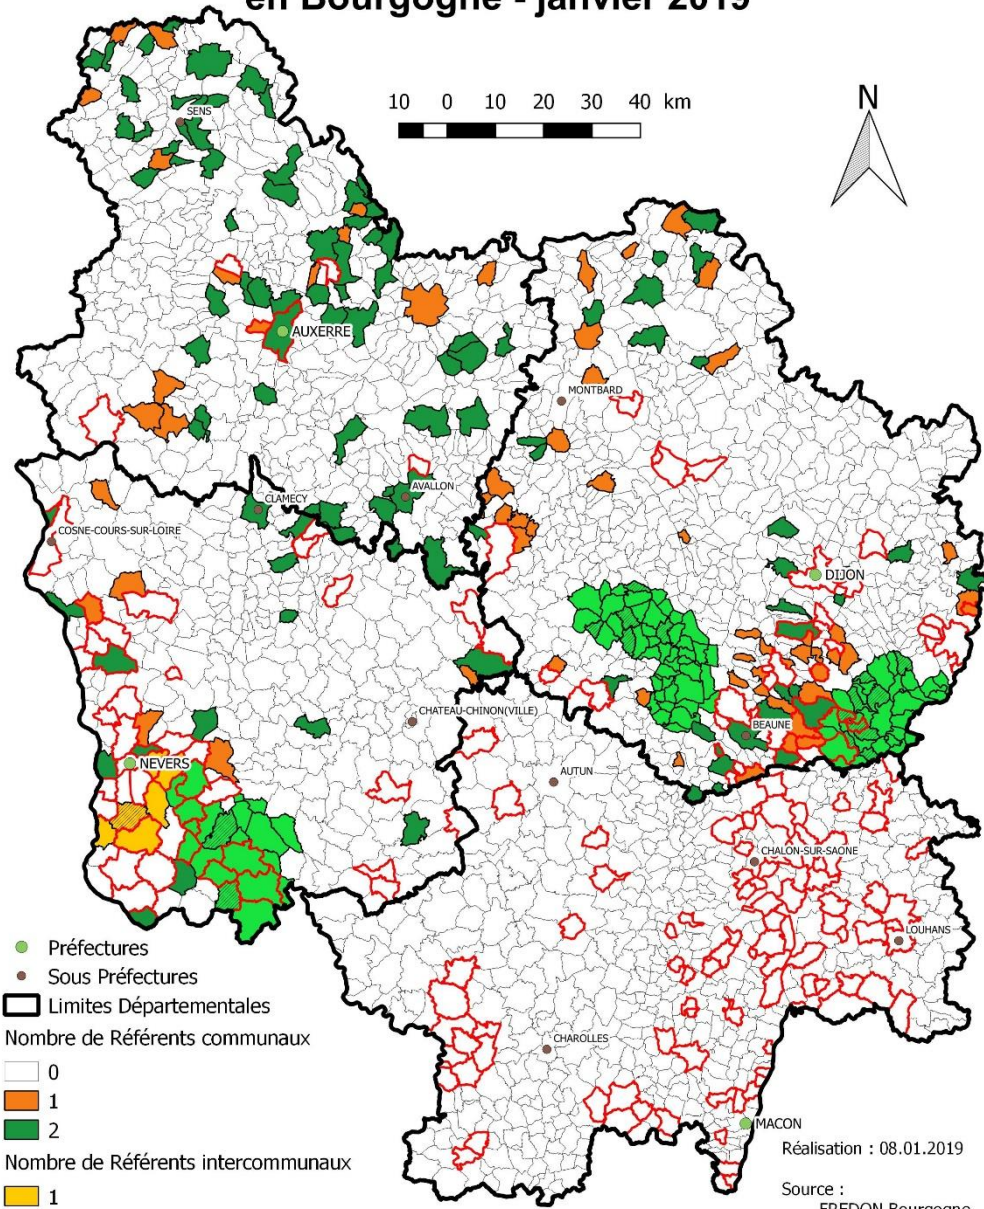 en Bourgogne - janvier 2019
10 0 10 20 30 40 km
N
SENS
AUXERRE
MONTBARD
AVALLON
CLAMECY
COSNE-COURS-SUR-LOIRE
DIJON
CHATEAU-CHINON(VILLE)
BEAUNE
NEVERS
AUTUN
CHALON-SUR-SAONE
LOUHANS
CHAROLLES
MACON
Préfectures
Sous Préfectures
Limites Départementales
Nombre de Référents communaux
0
1
2
Nombre de Référents intercommunaux
1
Réalisation : 08.01.2019
Source :
FREDON Bourgogne